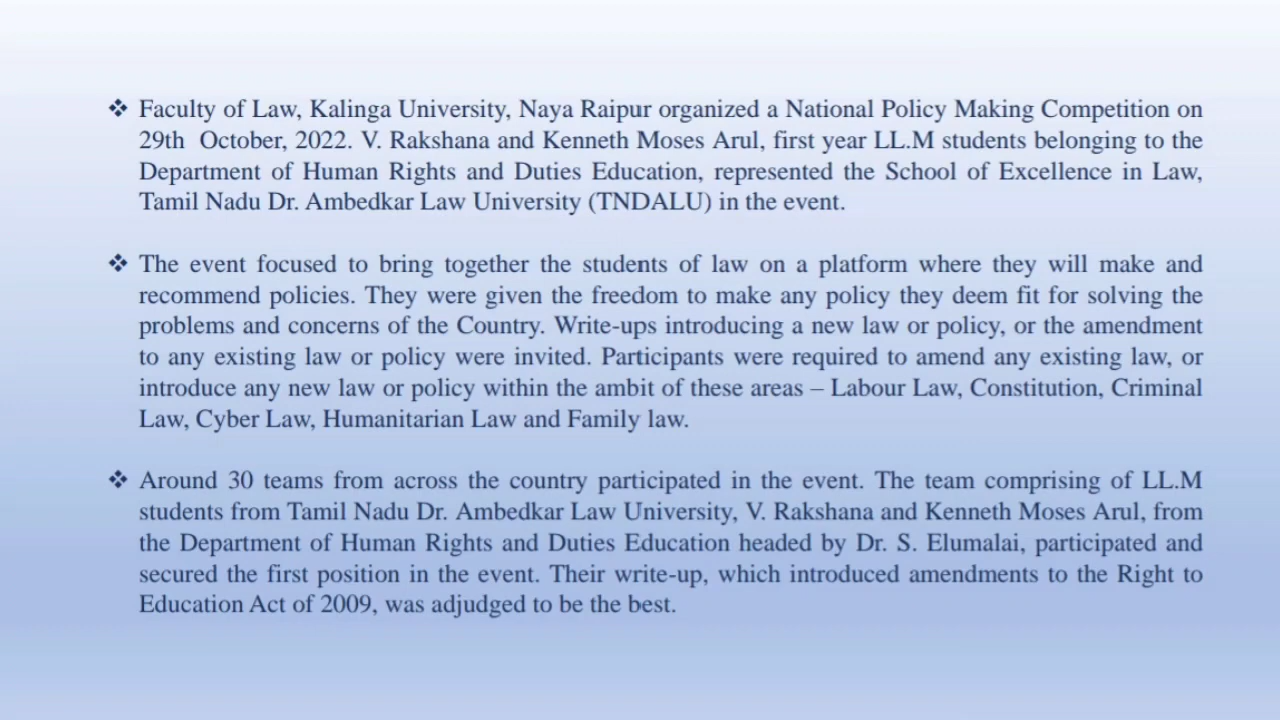 ❖ Faculty of Law, Kalinga University, Naya Raipur organized a National Policy Making Competition on
29th October, 2022. V. Rakshana and Kenneth Moses Arul, first year LL.M students belonging to the
Department of Human Rights and Duties Education, represented the School of Excellence in Law,
Tamil Nadu Dr. Ambedkar Law University (TNDALU) in the event.
❖ The event focused to bring together the students of law on a platform where they will make and
recommend policies. They were given the freedom to make any policy they deem fit for solving the
problems and concerns of the Country. Write-ups introducing a new law or policy, or the amendment
to any existing law or policy were invited. Participants were required to amend any existing law, or
introduce any new law or policy within the ambit of these areas – Labour Law, Constitution, Criminal
Law, Cyber Law, Humanitarian Law and Family law.
❖ Around 30 teams from across the country participated in the event. The team comprising of LL.M
students from Tamil Nadu Dr. Ambedkar Law University, V. Rakshana and Kenneth Moses Arul, from
the Department of Human Rights and Duties Education headed by Dr. S. Elumalai, participated and
secured the first position in the event. Their write-up, which introduced amendments to the Right to
Education Act of 2009, was adjudged to be the best.